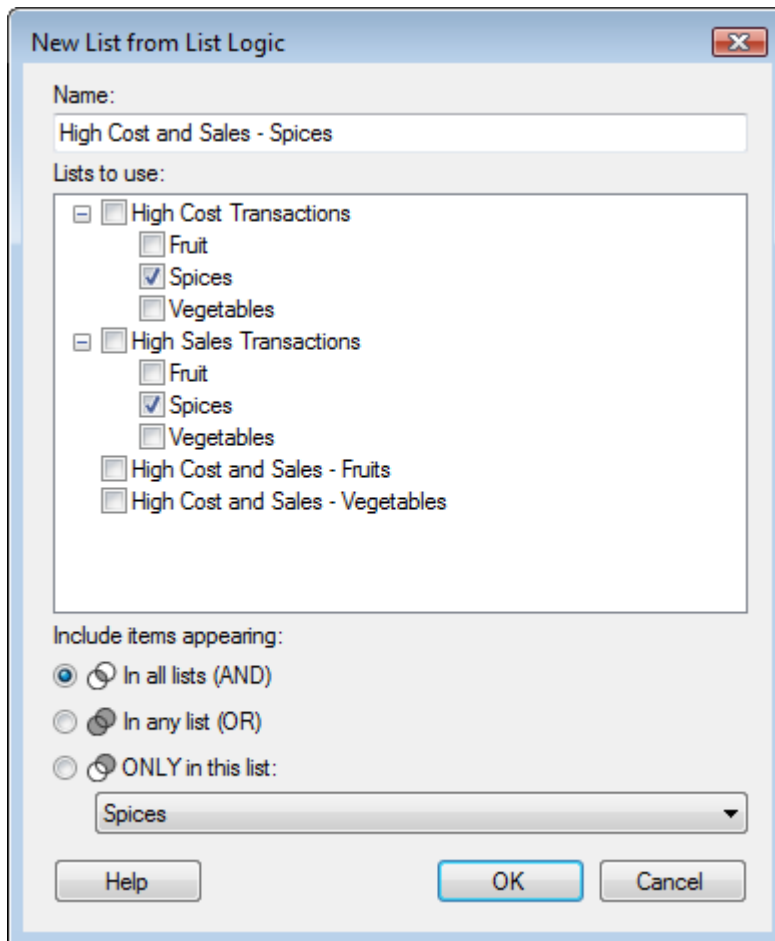 New List from List Logic
Name:
High Cost and Sales - Spices
Lists to use:
High Cost Transactions
Fruit
Spices
Vegetables
High Sales Transactions
Fruit
Spices
Vegetables
High Cost and Sales - Fruits
High Cost and Sales - Vegetables
Include items appearing:
In all lists (AND)
In any list (OR)
ONLY in this list:
Spices
Help OK Cancel